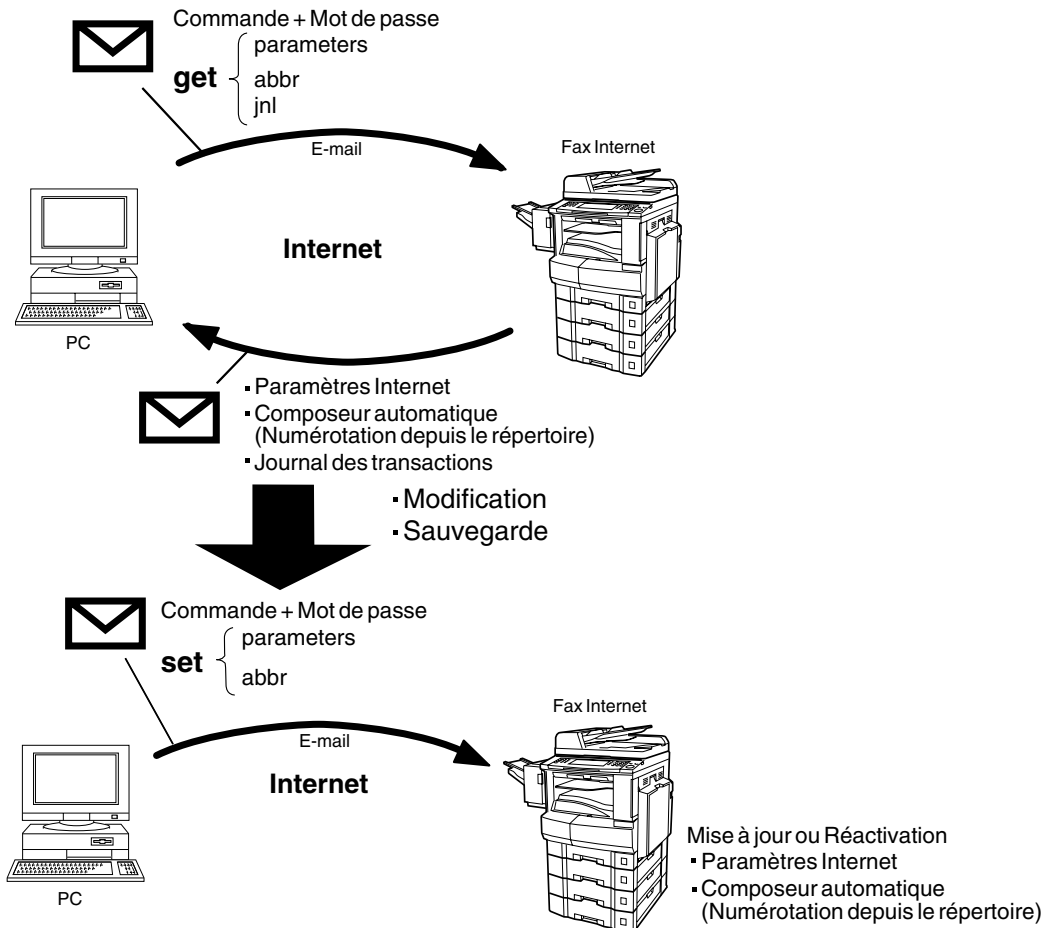 Commande + Mot de passe
parameters
get
abbr
jnl
E-mail
Fax Internet
Internet
PC
▪ Paramètres Internet
▪ Composeur automatique
(Numérotation depuis le répertoire)
▪ Journal des transactions
▪ Modification
▪ Sauvegarde
Commande + Mot de passe
parameters
set
abbr
Fax Internet
E-mail
Internet
PC
Mise à jour ou Réactivation
▪ Paramètres Internet
▪ Composeur automatique
(Numérotation depuis le répertoire)